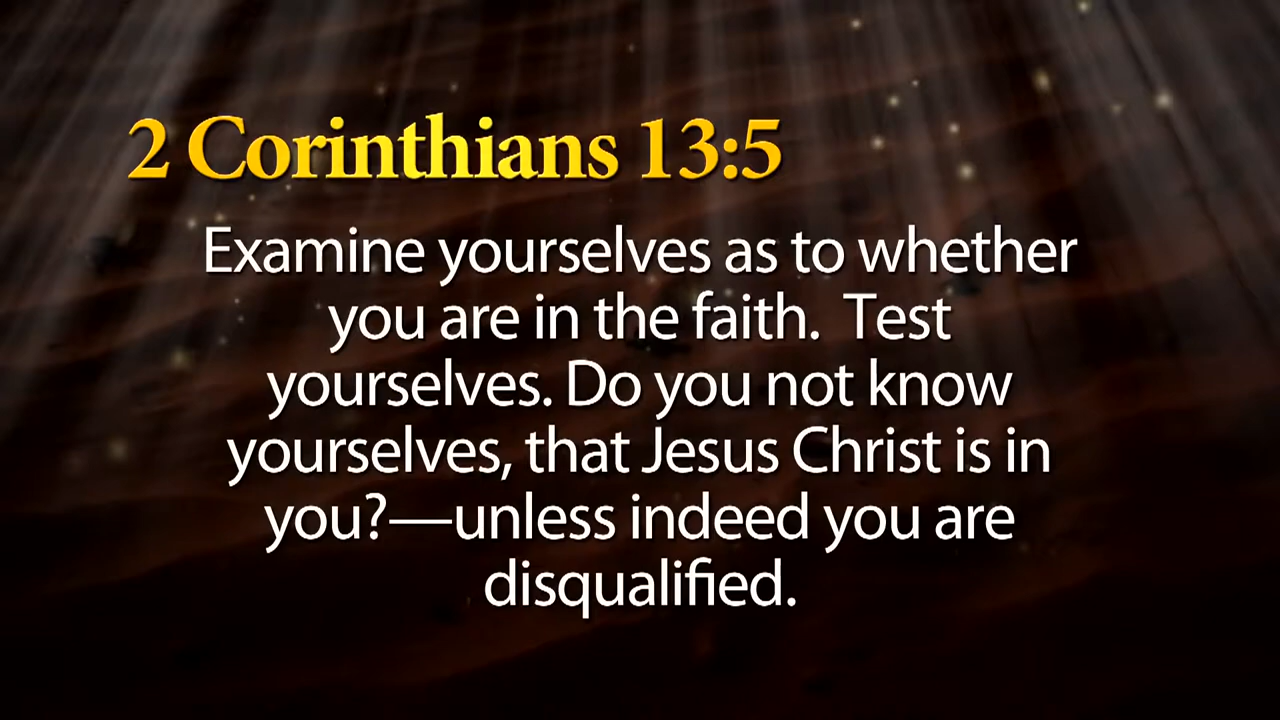 2 Corinthians 13:5
Examine yourselves as to whether
you are in the faith.  Test
yourselves. Do you not know
yourselves, that Jesus Christ is in
you?—unless indeed you are
disqualified.